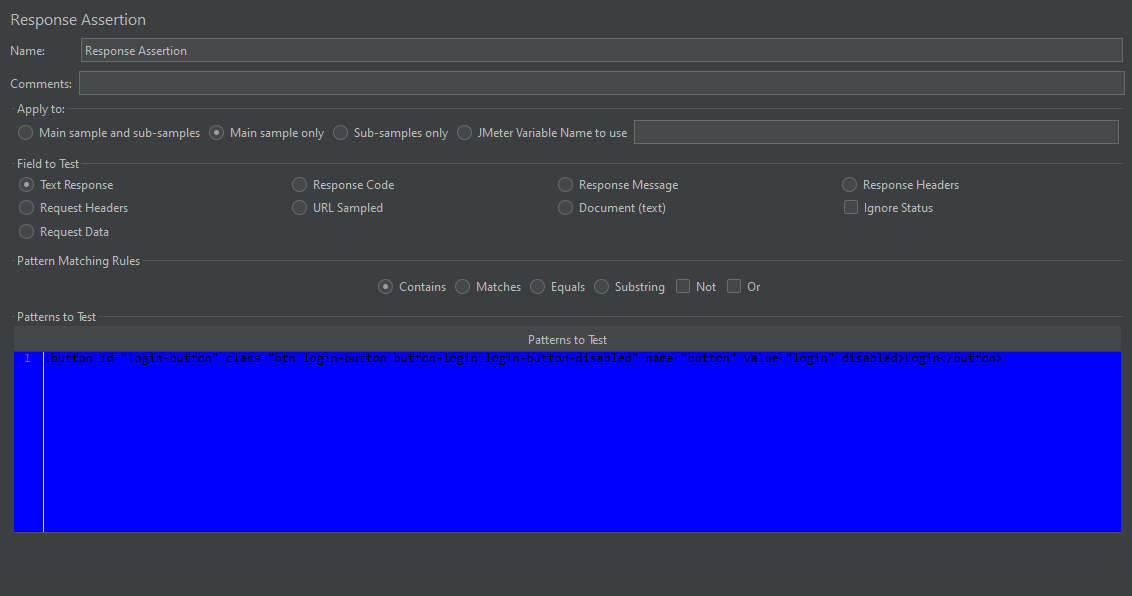 Response Assertion
Name: Response Assertion
Comments:
Apply to:
Main sample and sub-samples Main sample only Sub-samples only JMeter Variable Name to use
Field to Test
Text Response Response Code Response Message Response Headers
Request Headers URL Sampled Document (text) Ignore Status
Request Data
Pattern Matching Rules
Contains Matches Equals Substring Not Or
Patterns to Test
Patterns to Test
1 <button id="login-button" class="btn login-button button-login login-button-disabled" name="button" value="login" disabled>Login</button>